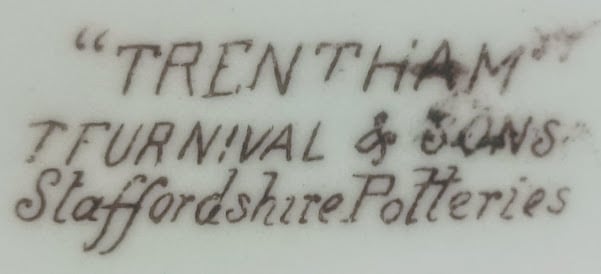 "TRENTHAM"
T FURNIVAL & SONS
Staffordshire Potteries